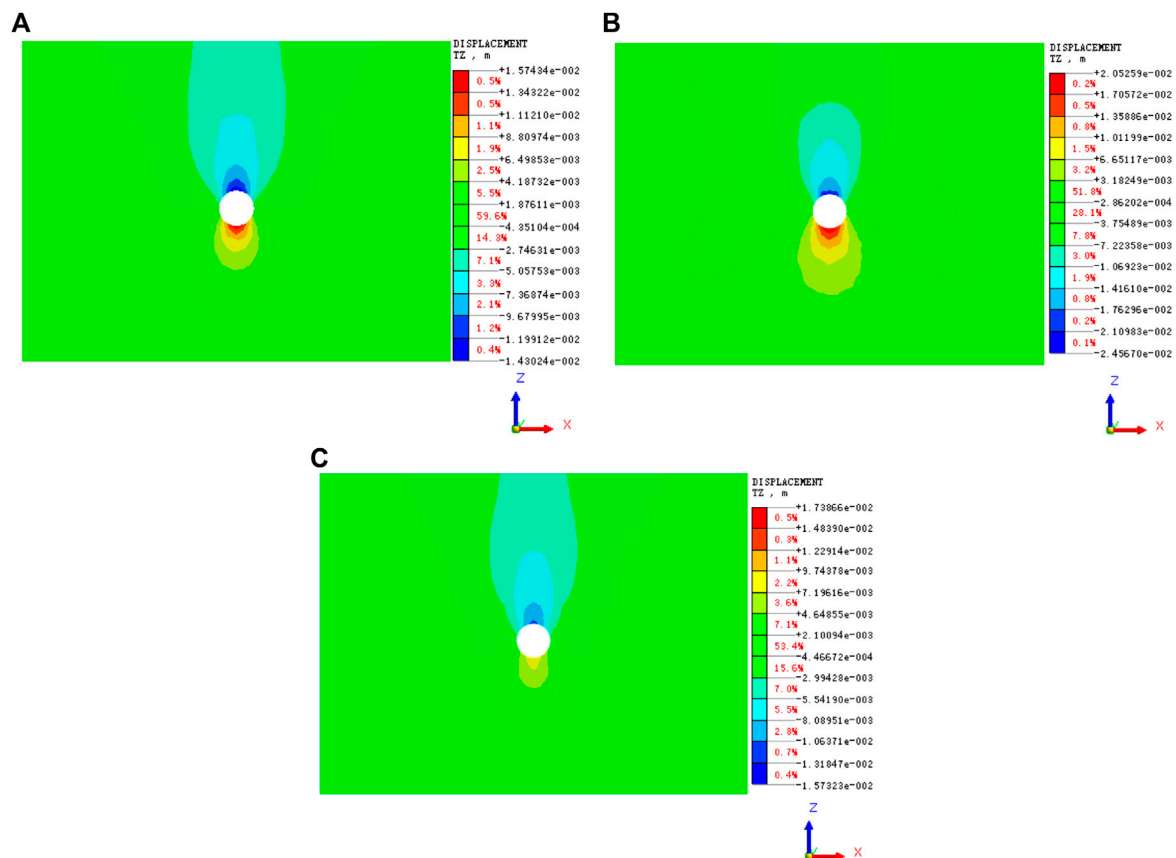 A
DISPLACEMENT
TZ , m
+1.57434e-002
0.5%
+1.34322e-002
0.5%
+1.11210e-002
1.1%
+8.80974e-003
1.9%
+6.49853e-003
2.5%
+4.18732e-003
5.5%
+1.87611e-003
59.6%
-4.35104e-004
14.3%
-2.74631e-003
7.1%
-5.05753e-003
3.3%
-7.36874e-003
2.1%
-9.67995e-003
1.2%
-1.19912e-002
0.4%
-1.43024e-002
Z
X
B
DISPLACEMENT
TZ , m
+2.05259e-002
0.2%
+1.70572e-002
0.5%
+1.35886e-002
0.8%
+1.01199e-002
1.5%
+6.65117e-003
3.2%
+3.18249e-003
51.8%
-2.86202e-004
28.1%
-3.75489e-003
7.8%
-7.22358e-003
3.0%
-1.06923e-002
1.9%
-1.41610e-002
0.8%
-1.76296e-002
0.2%
-2.10983e-002
0.1%
-2.45670e-002
Z
X
C
DISPLACEMENT
TZ , m
+1.73866e-002
0.5%
+1.48390e-002
0.3%
+1.22914e-002
1.1%
+9.74378e-003
2.2%
+7.19616e-003
3.6%
+4.64855e-003
7.1%
+2.10094e-003
53.4%
-4.46672e-004
15.6%
-2.99428e-003
7.0%
-5.54190e-003
5.5%
-8.08951e-003
2.8%
-1.06371e-002
0.7%
-1.31847e-002
0.4%
-1.57323e-002
Z
X